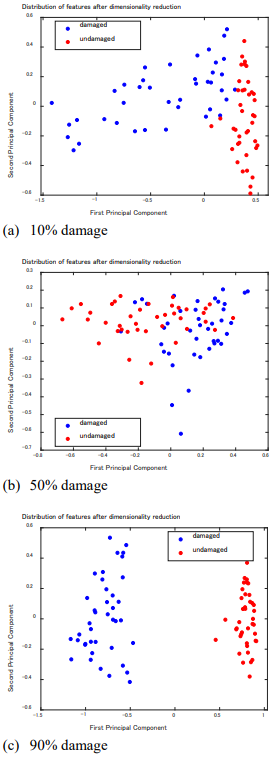 Distribution of features after dimensionality reduction
damaged
undamaged
0.6
0.4
0.2
0
-0.2
-0.4
-0.6
-1.5
-1
-0.5
0
0.5
Second Principal Component
First Principal Component
(a) 10% damage
Distribution of features after dimensionality reduction
0.3
0.2
0.1
0
-0.1
-0.2
-0.3
-0.4
-0.5
-0.6
-0.7
damaged
undamaged
-0.8
-0.6
-0.4
-0.2
0
0.2
0.4
0.6
Second Principal Component
First Principal Component
(b) 50% damage
Distribution of features after dimensionality reduction
damaged
undamaged
0.6
0.4
0.2
0
-0.2
-0.4
-0.6
-1.5
-1
-0.5
0
0.5
1
Second Principal Component
First Principal Component
(c) 90% damage